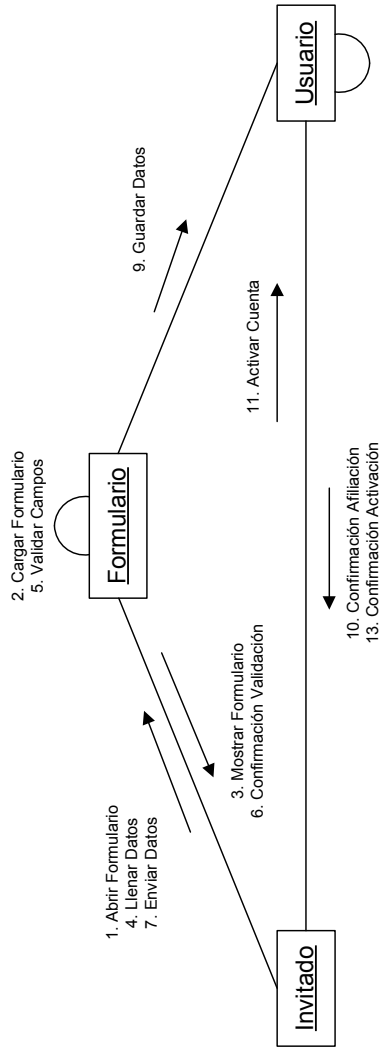 2. Cargar Formulario
5. Validar Campos
Formulario
1. Abrir Formulario
4. Llenar Datos
7. Enviar Datos
3. Mostrar Formulario
6. Confirmación Validación
9. Guardar Datos
Invitado
Usuario
11. Activar Cuenta
10. Confirmación Afiliación
13. Confirmación Activación